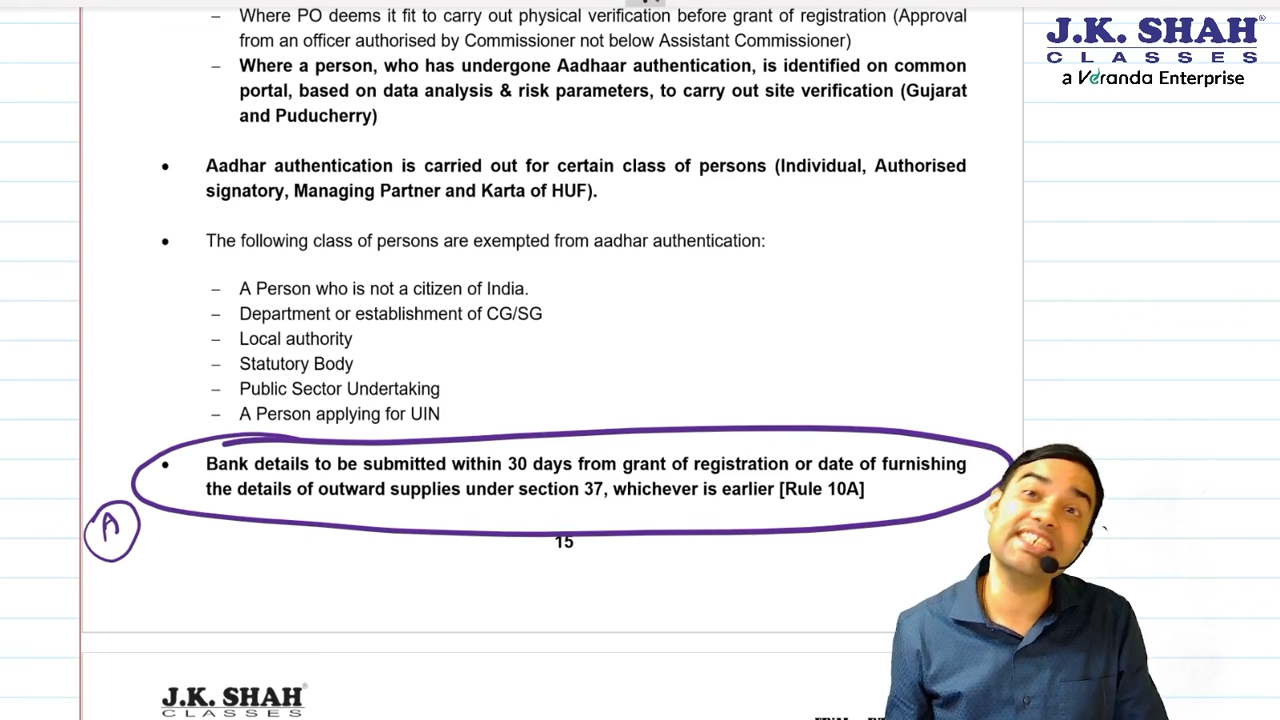 – Where PO deems it fit to carry out physical verification before grant of registration (Approval
from an officer authorised by Commissioner not below Assistant Commissioner)
– Where a person, who has undergone Aadhaar authentication, is identified on common
portal, based on data analysis & risk parameters, to carry out site verification (Gujarat
and Puducherry)
• Aadhar authentication is carried out for certain class of persons (Individual, Authorised
signatory, Managing Partner and Karta of HUF).
• The following class of persons are exempted from aadhar authentication:
– A Person who is not a citizen of India.
– Department or establishment of CG/SG
– Local authority
– Statutory Body
– Public Sector Undertaking
– A Person applying for UIN
• Bank details to be submitted within 30 days from grant of registration or date of furnishing
the details of outward supplies under section 37, whichever is earlier [Rule 10A]
A
15
J.K. SHAH
CLASSES
J.K. SHAH®
CLASSES
a Veranda Enterprise